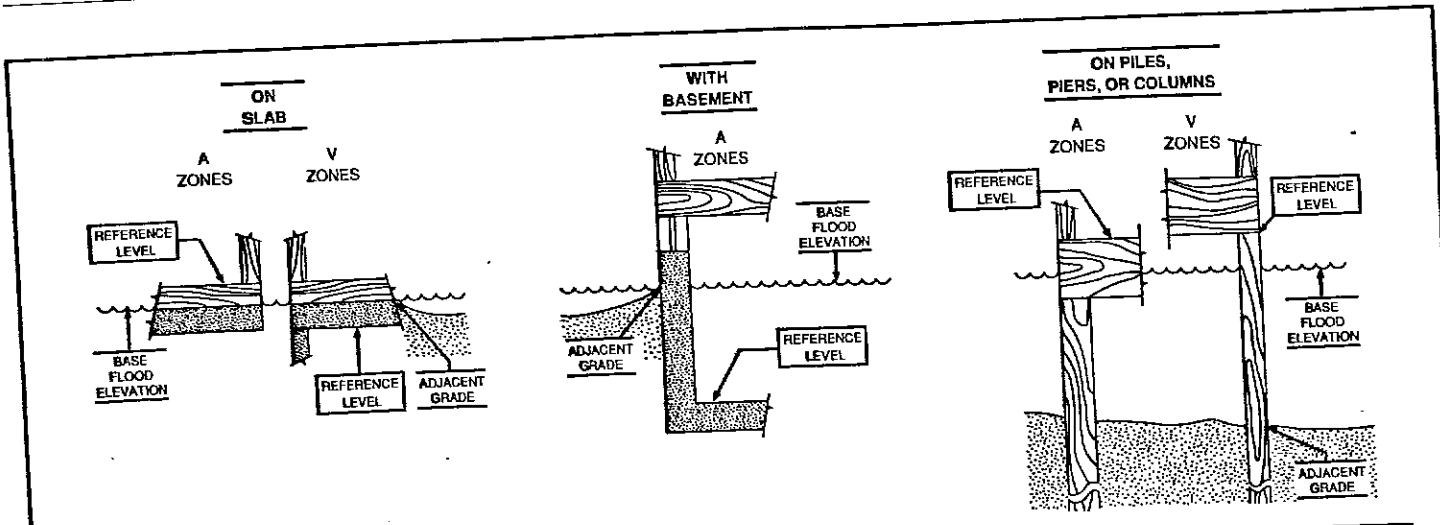 ON
SLAB
A
ZONES
V
ZONES
REFERENCE
LEVEL
BASE
FLOOD
ELEVATION
REFERENCE
LEVEL
ADJACENT
GRADE
WITH
BASEMENT
A
ZONES
BASE
FLOOD
ELEVATION
ADJACENT
GRADE
REFERENCE
LEVEL
ON PILES,
PIERS, OR COLUMNS
A
ZONES
V
ZONES
REFERENCE
LEVEL
REFERENCE
LEVEL
BASE
FLOOD
ELEVATION
ADJACENT
GRADE